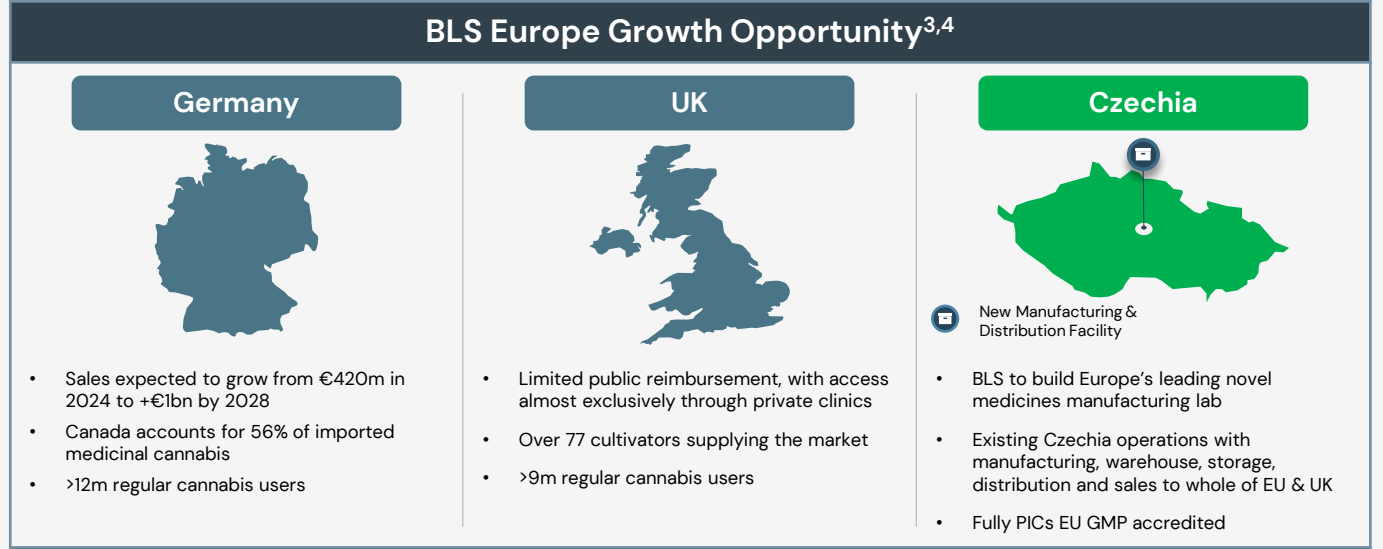 BLS Europe Growth Opportunity³,⁴
Germany
• Sales expected to grow from €420m in
2024 to +€1bn by 2028
• Canada accounts for 56% of imported
medicinal cannabis
• >12m regular cannabis users
UK
• Limited public reimbursement, with access
almost exclusively through private clinics
• Over 77 cultivators supplying the market
• >9m regular cannabis users
Czechia
New Manufacturing &
Distribution Facility
• BLS to build Europe’s leading novel
medicines manufacturing lab
• Existing Czechia operations with
manufacturing, warehouse, storage,
distribution and sales to whole of EU & UK
• Fully PICs EU GMP accredited